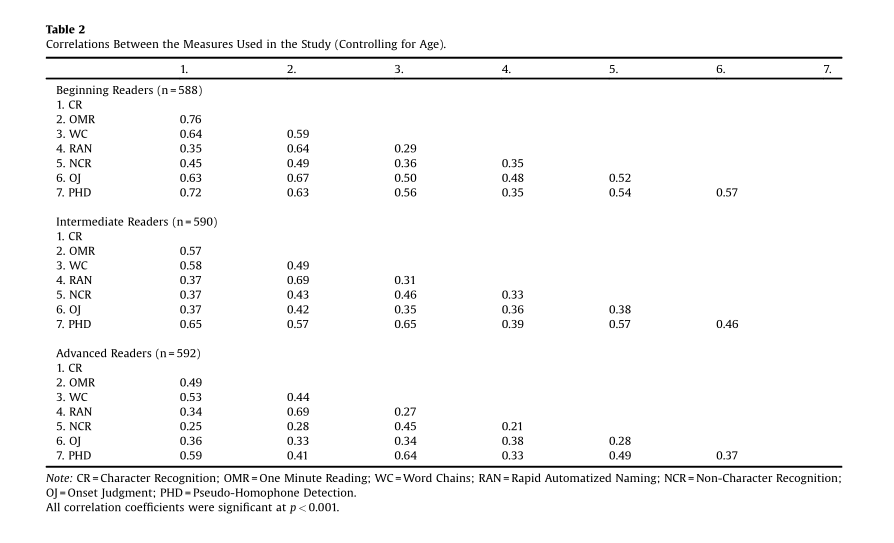 Table 2
Correlations Between the Measures Used in the Study (Controlling for Age).
1. 2. 3. 4. 5. 6. 7.
Beginning Readers (n = 588)
1. CR
2. OMR 0.76
3. WC 0.64 0.59
4. RAN 0.35 0.64 0.29
5. NCR 0.45 0.49 0.36 0.35
6. OJ 0.63 0.67 0.50 0.48 0.52
7. PHD 0.72 0.63 0.56 0.35 0.54 0.57
Intermediate Readers (n = 590)
1. CR
2. OMR 0.57
3. WC 0.58 0.49
4. RAN 0.37 0.69 0.31
5. NCR 0.37 0.43 0.46 0.33
6. OJ 0.37 0.42 0.35 0.36 0.38
7. PHD 0.65 0.57 0.65 0.39 0.57 0.46
Advanced Readers (n = 592)
1. CR
2. OMR 0.49
3. WC 0.53 0.44
4. RAN 0.34 0.69 0.27
5. NCR 0.25 0.28 0.45 0.21
6. OJ 0.36 0.33 0.34 0.38 0.28
7. PHD 0.59 0.41 0.64 0.33 0.49 0.37
Note: CR = Character Recognition; OMR = One Minute Reading; WC = Word Chains; RAN = Rapid Automatized Naming; NCR = Non-Character Recognition;
OJ = Onset Judgment; PHD = Pseudo-Homophone Detection.
All correlation coefficients were significant at p < 0.001.